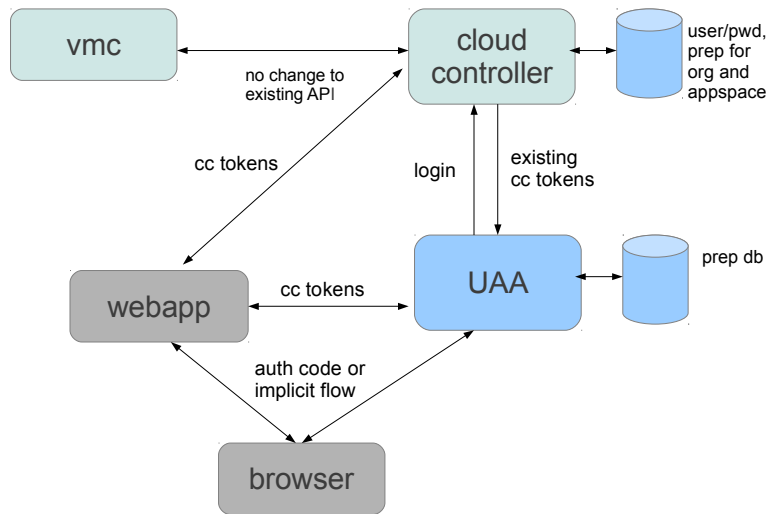 vmc
cloud
controller
user/pwd,
prep for
org and
appspace
no change to
existing API
cc tokens
login
existing
cc tokens
webapp
cc tokens
UAA
prep db
auth code or
implicit flow
browser